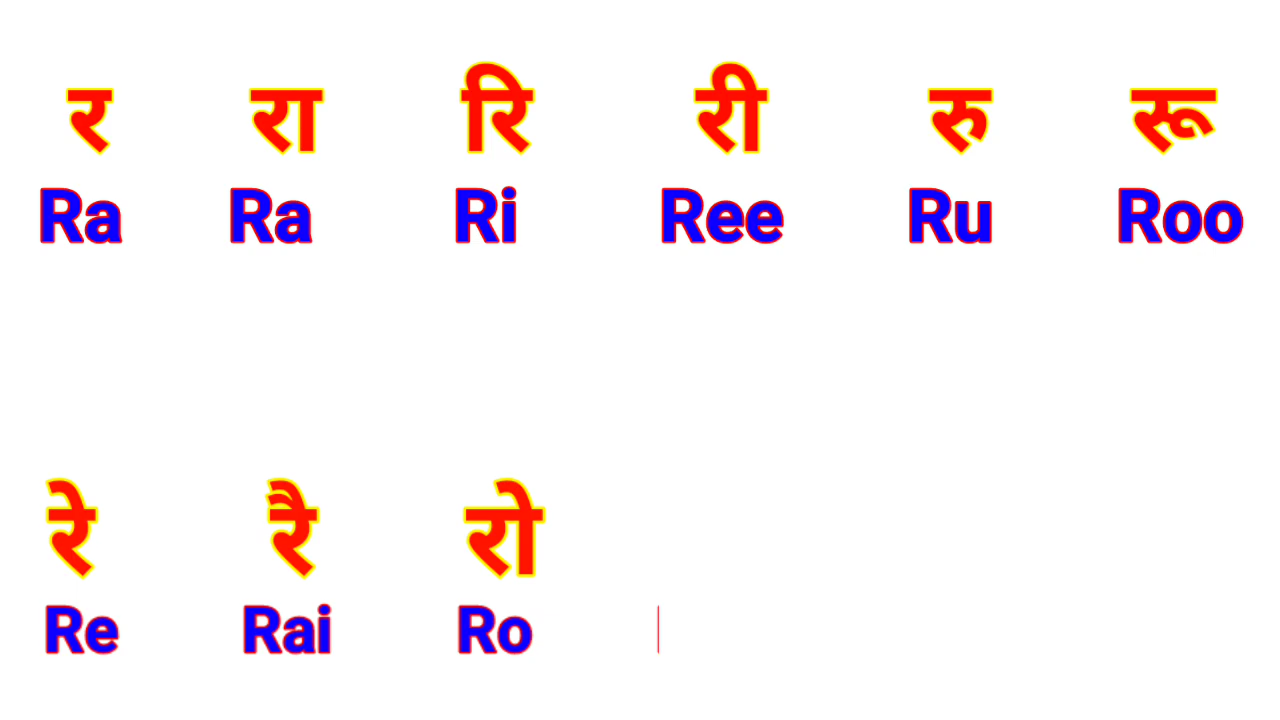 र रा रि री रु रू
Ra Ra Ri Ree Ru Roo
रे रै रो
Re Rai Ro